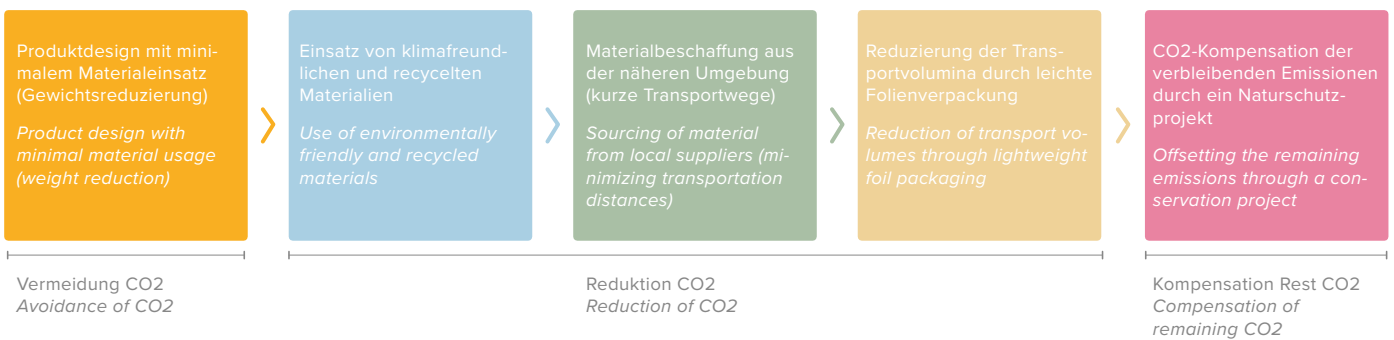 Produktdesign mit mini-
malem Materialeinsatz
(Gewichtsreduzierung)
Product design with
minimal material usage
(weight reduction)
Einsatz von klimafreund-
lichen und recycelten
Materialien
Use of environmentally
friendly and recycled
materials
Materialbeschaffung aus
der näheren Umgebung
(kurze Transportwege)
Sourcing of material
from local suppliers (mi-
nimizing transportation
distances)
Reduzierung der Trans-
portvolumina durch leichte
Folienverpackung
Reduction of transport vo-
lumes through lightweight
foil packaging
CO2-Kompensation der
verbleibenden Emissionen
durch ein Naturschutz-
projekt
Offsetting the remaining
emissions through a con-
servation project
Vermeidung CO2
Avoidance of CO2
Reduktion CO2
Reduction of CO2
Kompensation Rest CO2
Compensation of
remaining CO2